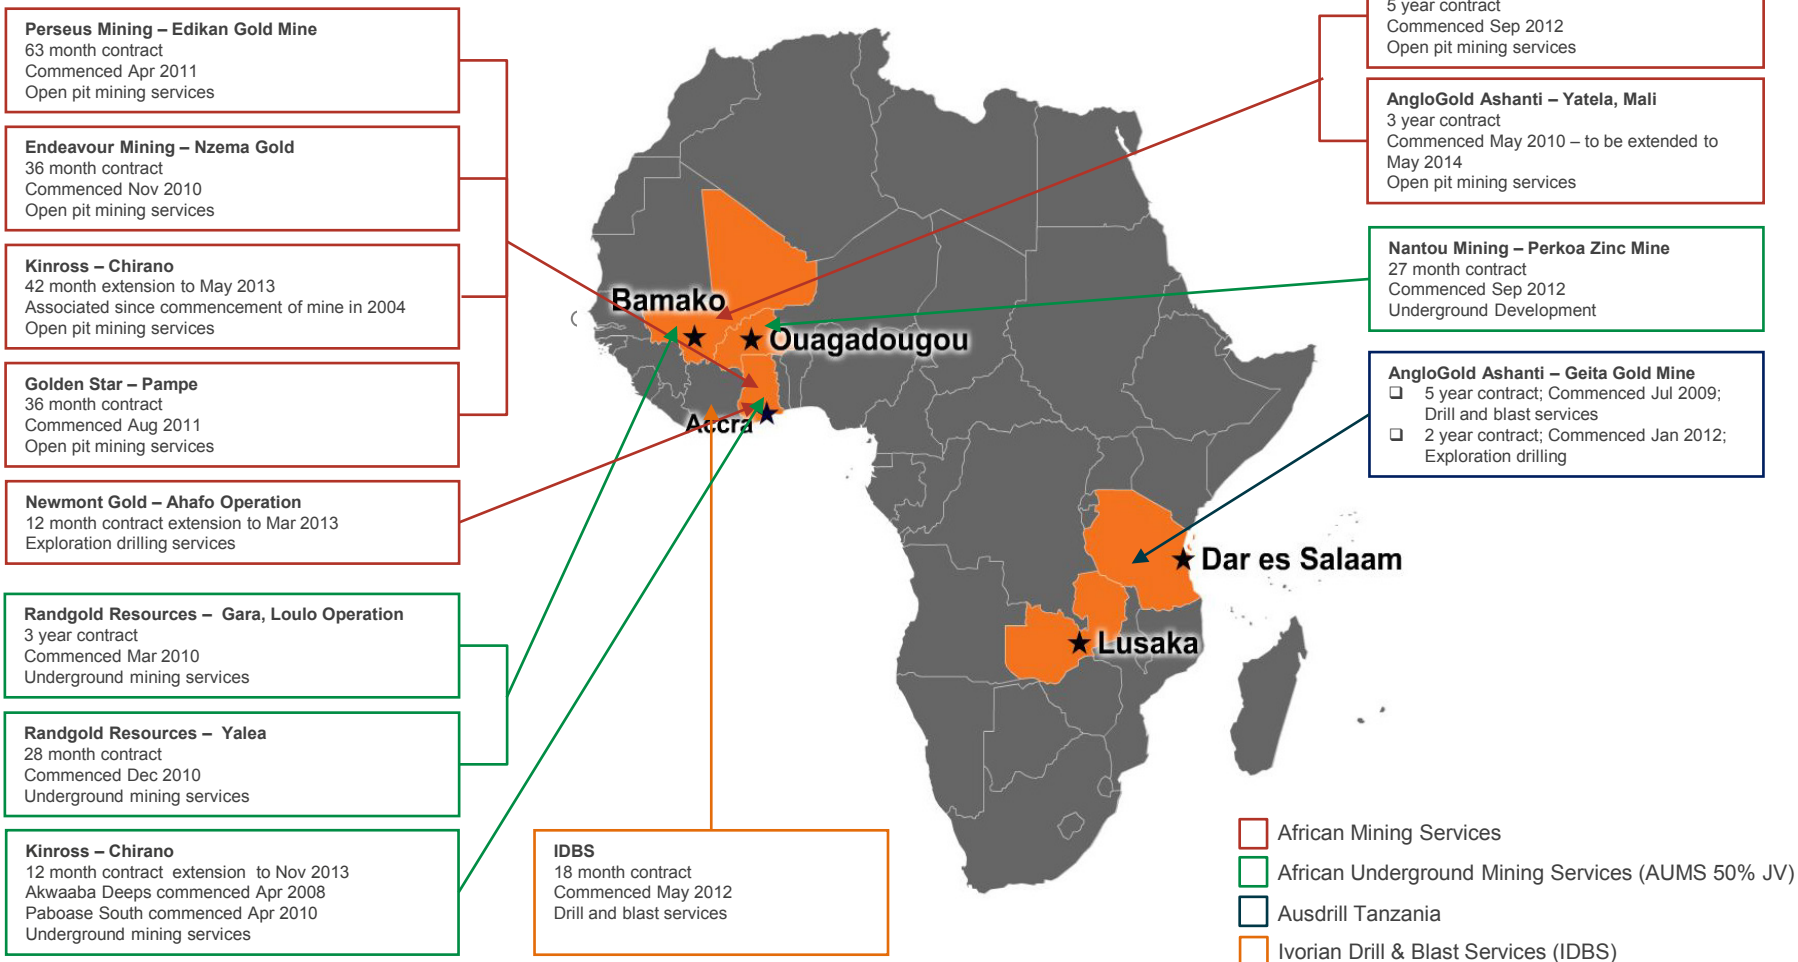 Perseus Mining – Edikan Gold Mine
63 month contract
Commenced Apr 2011
Open pit mining services
Endeavour Mining – Nzema Gold
36 month contract
Commenced Nov 2010
Open pit mining services
Kinross – Chirano
42 month extension to May 2013
Associated since commencement of mine in 2004
Open pit mining services
Golden Star – Pampe
36 month contract
Commenced Aug 2011
Open pit mining services
Newmont Gold – Ahafo Operation
12 month contract extension to Mar 2013
Exploration drilling services
Randgold Resources – Gara, Loulo Operation
3 year contract
Commenced Mar 2010
Underground mining services
Randgold Resources – Yalea
28 month contract
Commenced Dec 2010
Underground mining services
Kinross – Chirano
12 month contract extension to Nov 2013
Akwaaba Deeps commenced Apr 2008
Paboase South commenced Apr 2010
Underground mining services
IDBS
18 month contract
Commenced May 2012
Drill and blast services
Bamako
Ouagadougou
Accra
Dar es Salaam
Lusaka
5 year contract
Commenced Sep 2012
Open pit mining services
AngloGold Ashanti – Yatela, Mali
3 year contract
Commenced May 2010 – to be extended to
May 2014
Open pit mining services
Nantou Mining – Perkoa Zinc Mine
27 month contract
Commenced Sep 2012
Underground Development
AngloGold Ashanti – Geita Gold Mine
❑ 5 year contract; Commenced Jul 2009;
Drill and blast services
❑ 2 year contract; Commenced Jan 2012;
Exploration drilling
African Mining Services
African Underground Mining Services (AUMS 50% JV)
Ausdrill Tanzania
Ivorian Drill & Blast Services (IDBS)